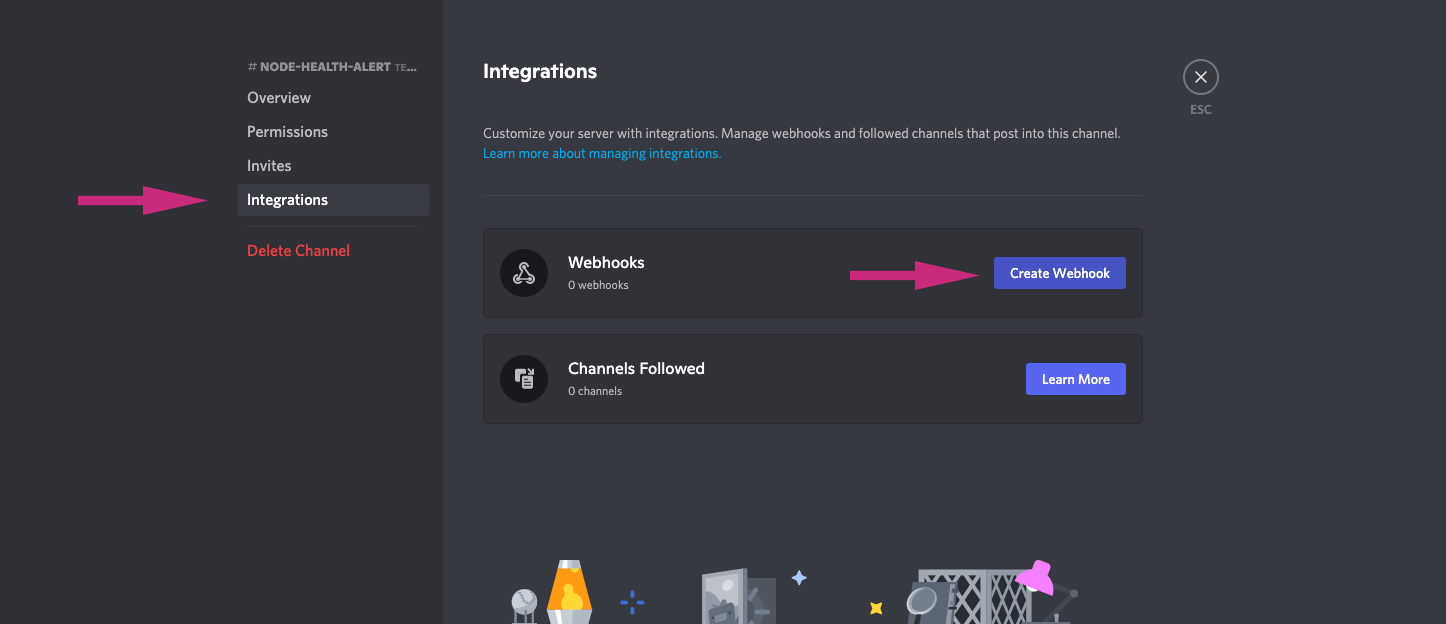 # NODE-HEALTH-ALERT TE...
Overview
Permissions
Invites
Integrations
Delete Channel
Integrations
ESC
Customize your server with integrations. Manage webhooks and followed channels that post into this channel.
Learn more about managing integrations.
Webhooks
0 webhooks
Create Webhook
Channels Followed
0 channels
Learn More